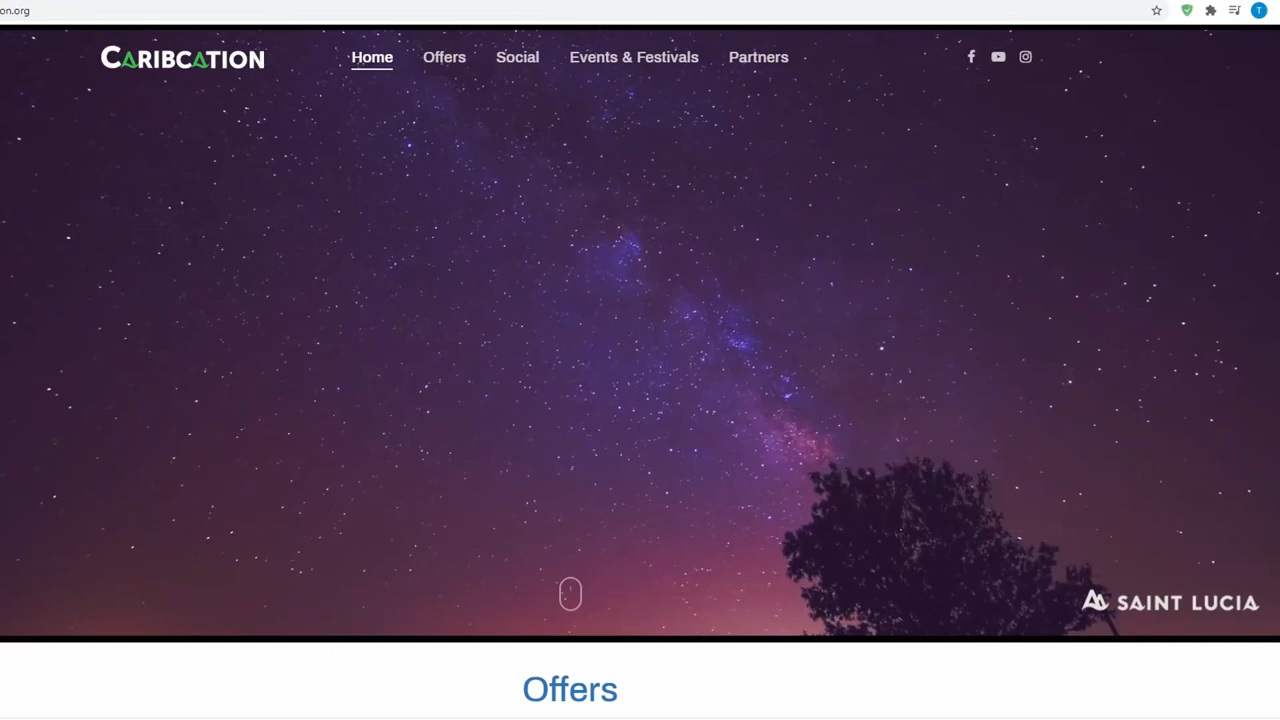 on.org
T
CARIBCATION
Home
Offers
Social
Events & Festivals
Partners
SAINT LUCIA
Offers